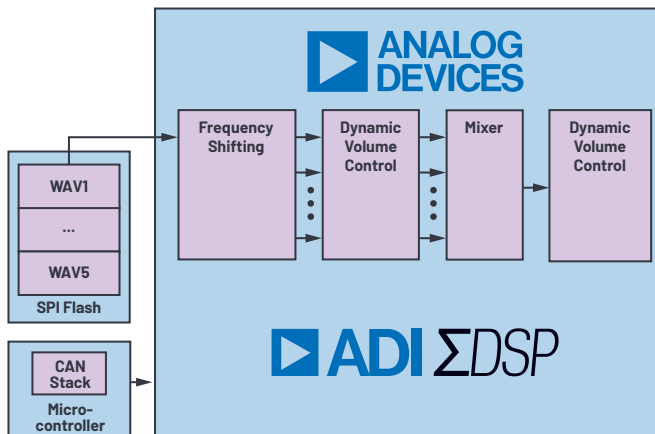 ANALOG
DEVICES
Frequency
Shifting
Dynamic
Volume
Control
Mixer
Dynamic
Volume
Control
WAV1
...
WAV5
SPI Flash
CAN
Stack
Micro-
controller
ADI ΣDSP